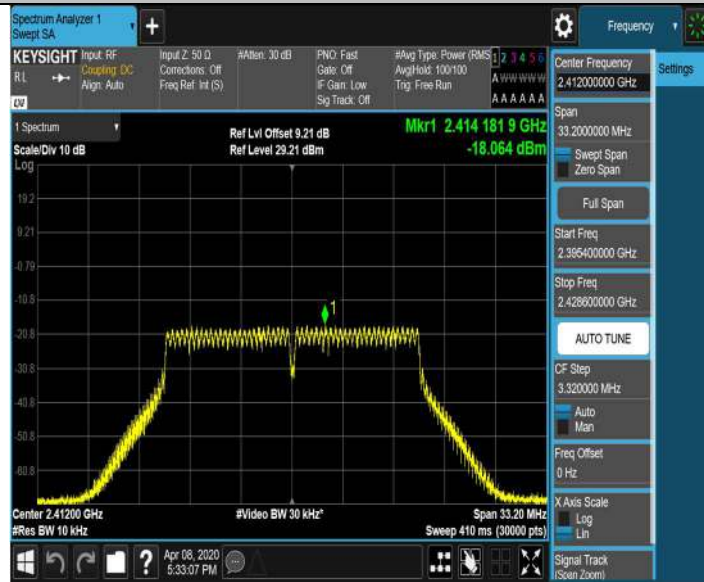 Spectrum Analyzer 1
Swept SA
+
Frequency
KEYSIGHT
RL
Input: RF
Coupling: DC
Align: Auto
Input Z: 50 Ω
Corrections: Off
Freq Ref: Int (S)
#Atten: 30 dB
PNO: Fast
Gate: Off
IF Gain: Low
Sig Track: Off
#Avg Type: Power (RMS
Avg|Hold: 100/100
Trig: Free Run
1 2 3 4 5 6
A W W W W W
A A A A A A
1 Spectrum
Scale/Div 10 dB
Log
Ref Lvl Offset 9.21 dB
Ref Level 29.21 dBm
Mkr1 2.414 181 9 GHz
-18.064 dBm
19.2
9.21
-0.79
-10.8
-20.8
-30.8
-40.8
-50.8
-60.8
1
Center 2.41200 GHz
#Res BW 10 kHz
#Video BW 30 kHz*
Span 33.20 MHz
Sweep 410 ms (30000 pts)
?
Apr 08, 2020
5:33:07 PM
Center Frequency
2.412000000 GHz
Settings
Span
33.2000000 MHz
Swept Span
Zero Span
Full Span
Start Freq
2.395400000 GHz
Stop Freq
2.428600000 GHz
AUTO TUNE
CF Step
3.320000 MHz
Auto
Man
Freq Offset
0 Hz
X Axis Scale
Log
Lin
Signal Track
(Span Zoom)